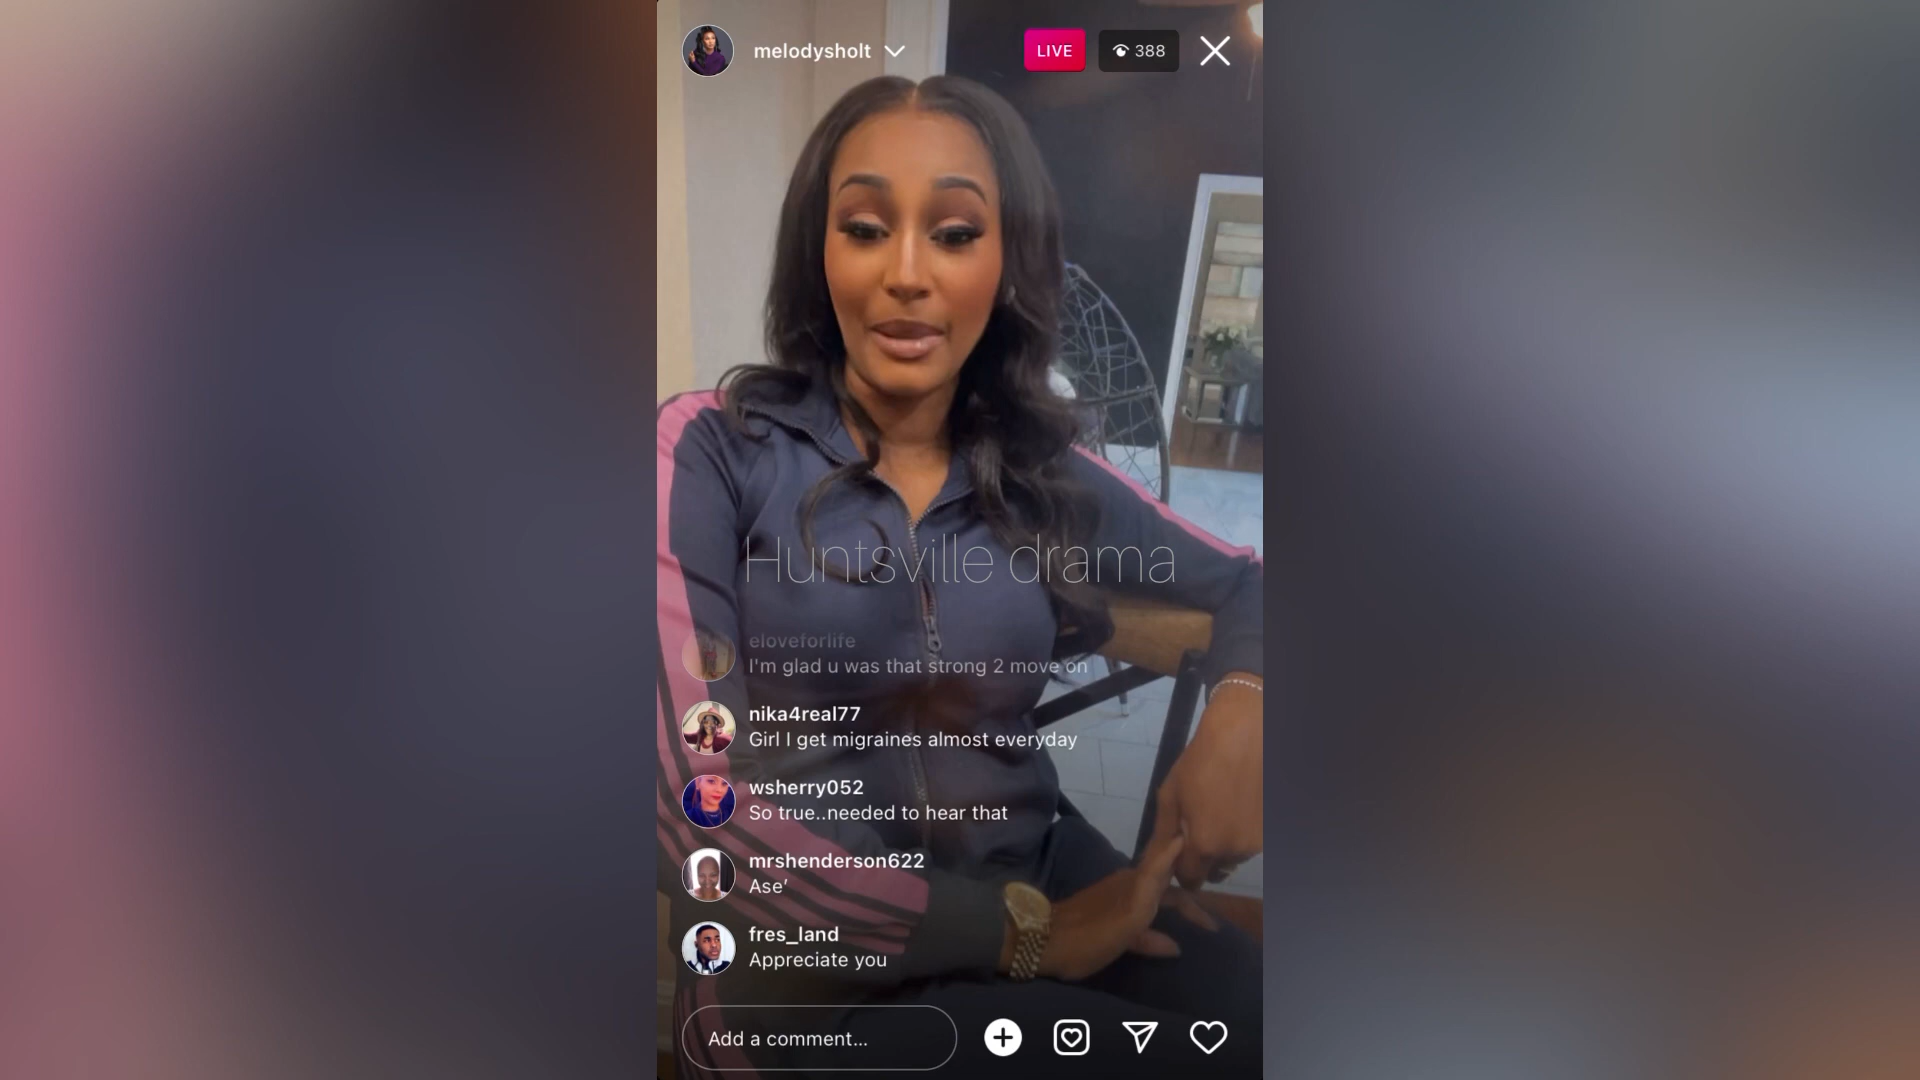 melodysholt
LIVE
388
Huntsville drama
eloveforlife
I'm glad u was that strong 2 move on
nika4real77
Girl I get migraines almost everyday
wsherry052
So true..needed to hear that
mrshenderson622
Ase’
fres_land
Appreciate you
Add a comment...